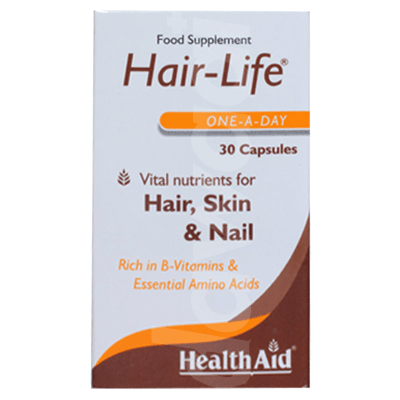 Food Supplement
Hair-Life®
ONE-A-DAY
30 Capsules
Vital nutrients for
Hair, Skin
& Nail
Rich in B-Vitamins &
Essential Amino Acids
HealthAid®